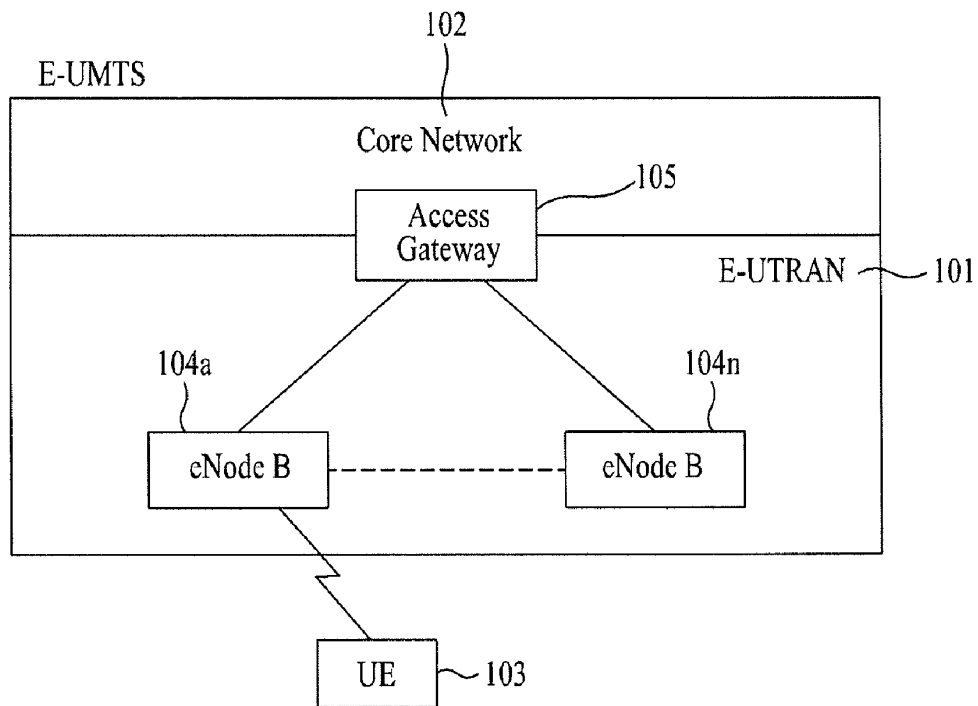 102
E-UMTS
Core Network
105
Access
Gateway
E-UTRAN
101
104a
104n
eNode B
eNode B
UE
103